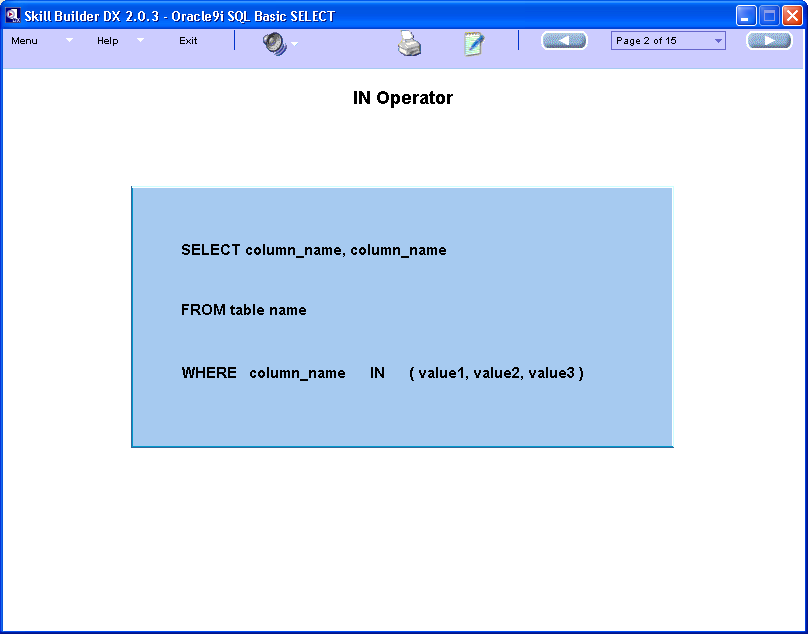 Skill Builder DX 2.0.3 - Oracle9i SQL Basic SELECT
Menu Help Exit Page 2 of 15
IN Operator
SELECT column_name, column_name
FROM table name
WHERE column_name IN ( value1, value2, value3 )